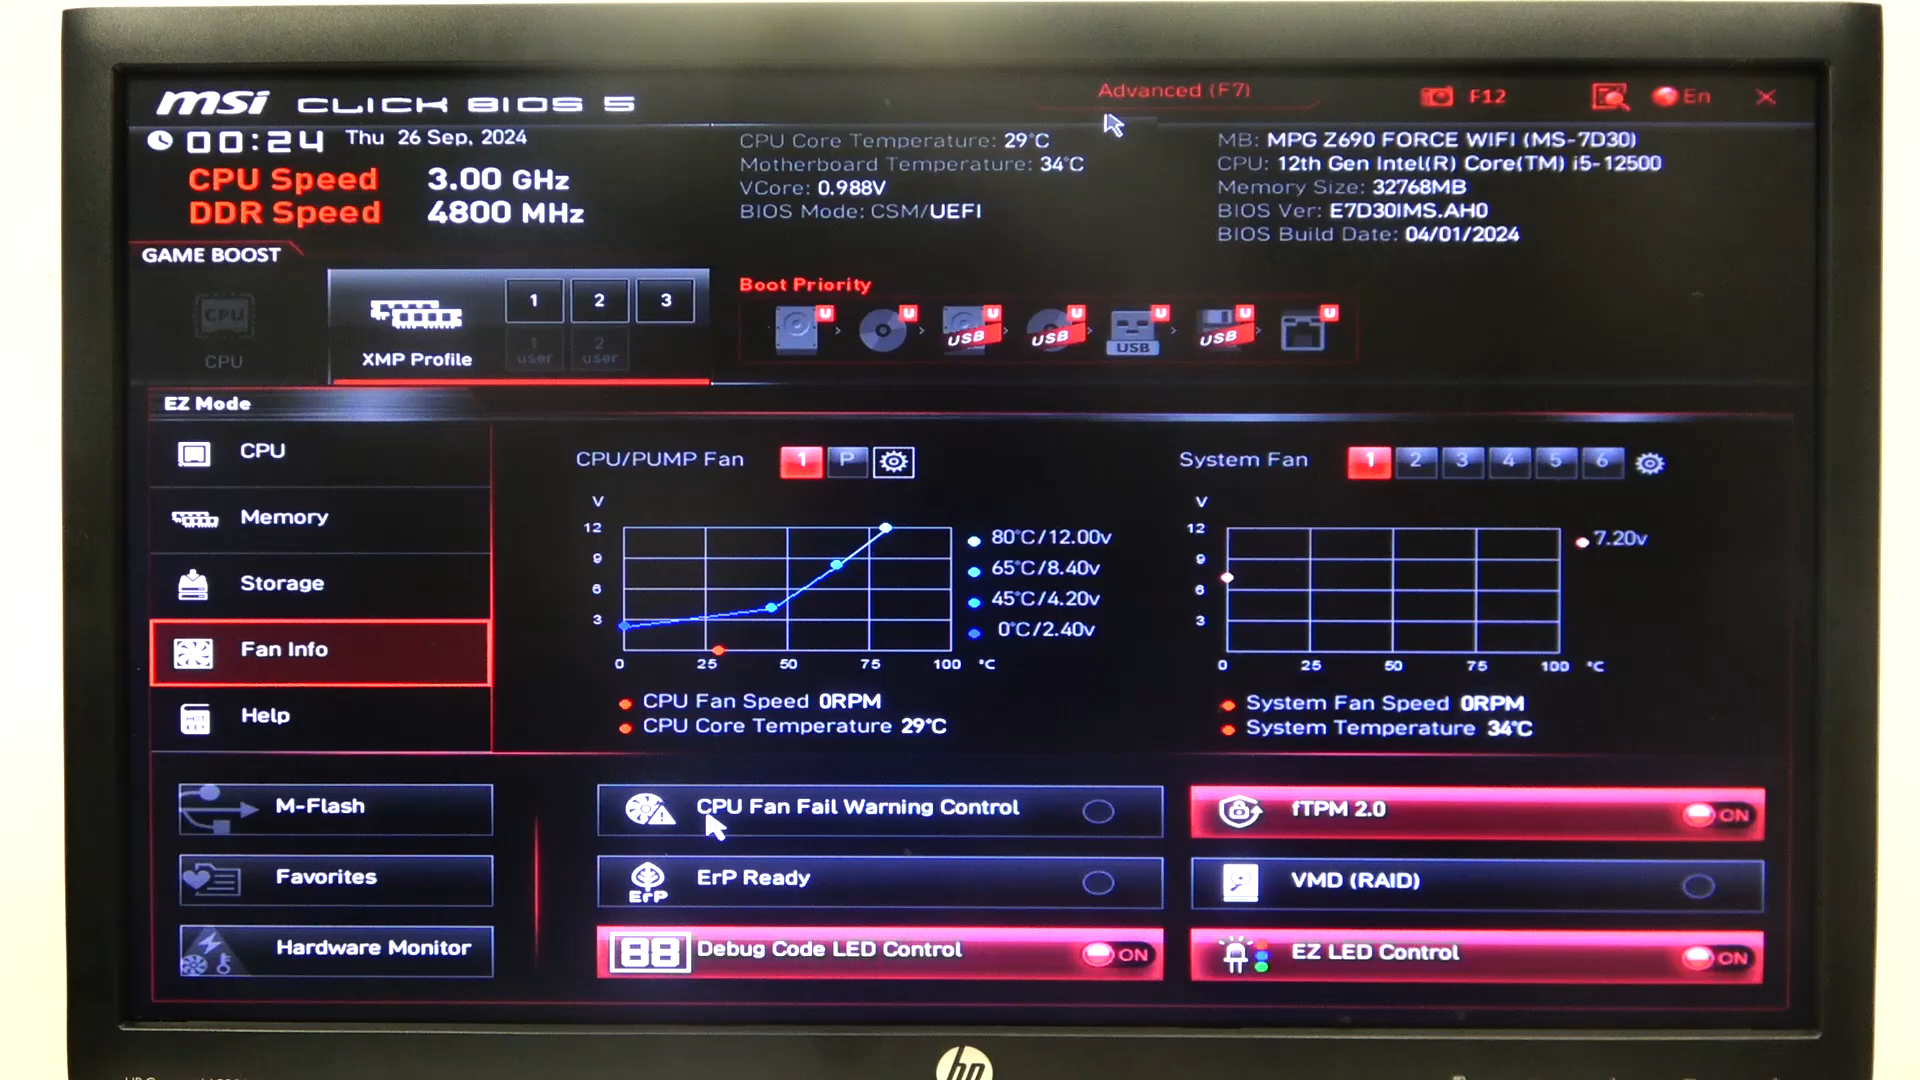 msi CLICK BIOS 5
Advanced (F7)
F12
En
00:24 Thu 26 Sep, 2024
CPU Speed 3.00 GHz
DDR Speed 4800 MHz
CPU Core Temperature: 29°C
Motherboard Temperature: 34°C
VCore: 0.988V
BIOS Mode: CSM/UEFI
MB: MPG Z690 FORCE WIFI (MS-7D30)
CPU: 12th Gen Intel(R) Core(TM) i5-12500
Memory Size: 32768MB
BIOS Ver: E7D30IMS.AH0
BIOS Build Date: 04/01/2024
GAME BOOST
CPU
CPU
XMP Profile
1 2 3
1 user 2 user
Boot Priority
U U U U U U U
USB USB USB USB
EZ Mode
CPU
Memory
Storage
Fan Info
Help
CPU/PUMP Fan 1 P
V
12
9
6
3
0 25 50 75 100 °C
80°C/12.00v
65°C/8.40v
45°C/4.20v
0°C/2.40v
CPU Fan Speed 0RPM
CPU Core Temperature 29°C
System Fan 1 2 3 4 5 6
V
12
9
6
3
0 25 50 75 100 °C
7.20v
System Fan Speed 0RPM
System Temperature 34°C
M-Flash
Favorites
Hardware Monitor
CPU Fan Fail Warning Control
ErP ErP Ready
88 Debug Code LED Control ON
fTPM 2.0 ON
VMD (RAID)
EZ LED Control ON
hp